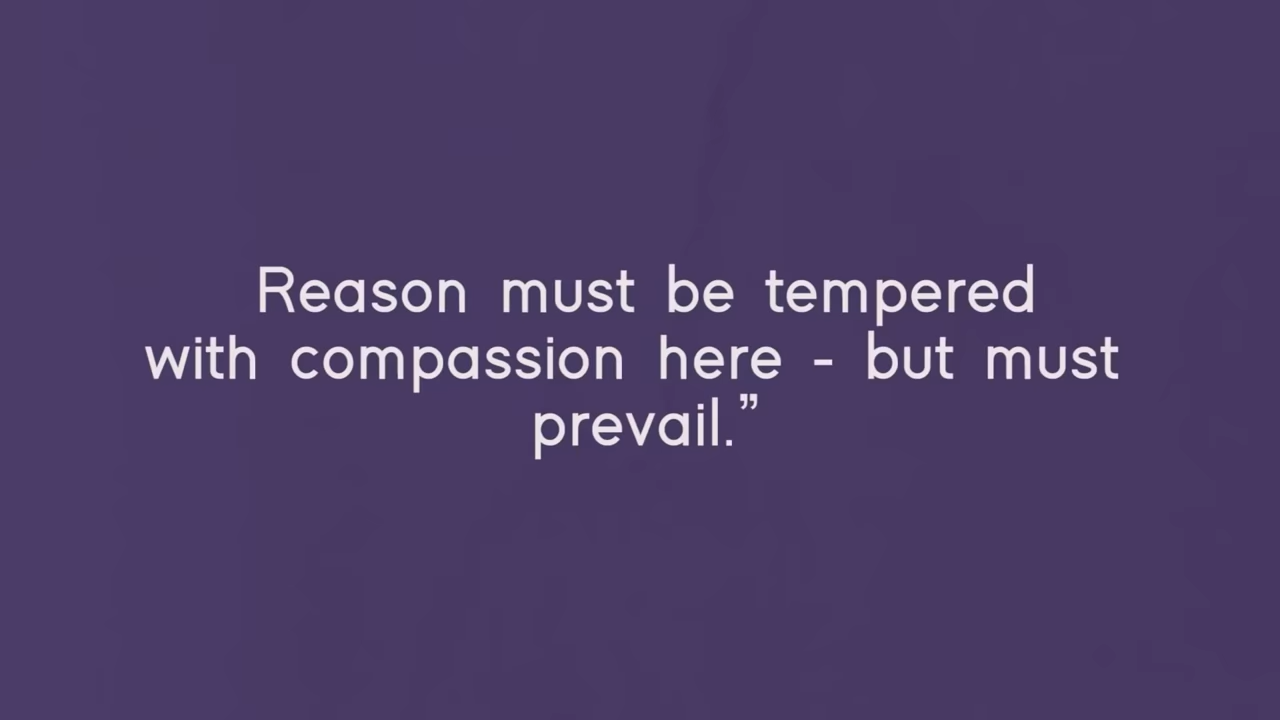 Reason must be tempered
with compassion here - but must
prevail.”